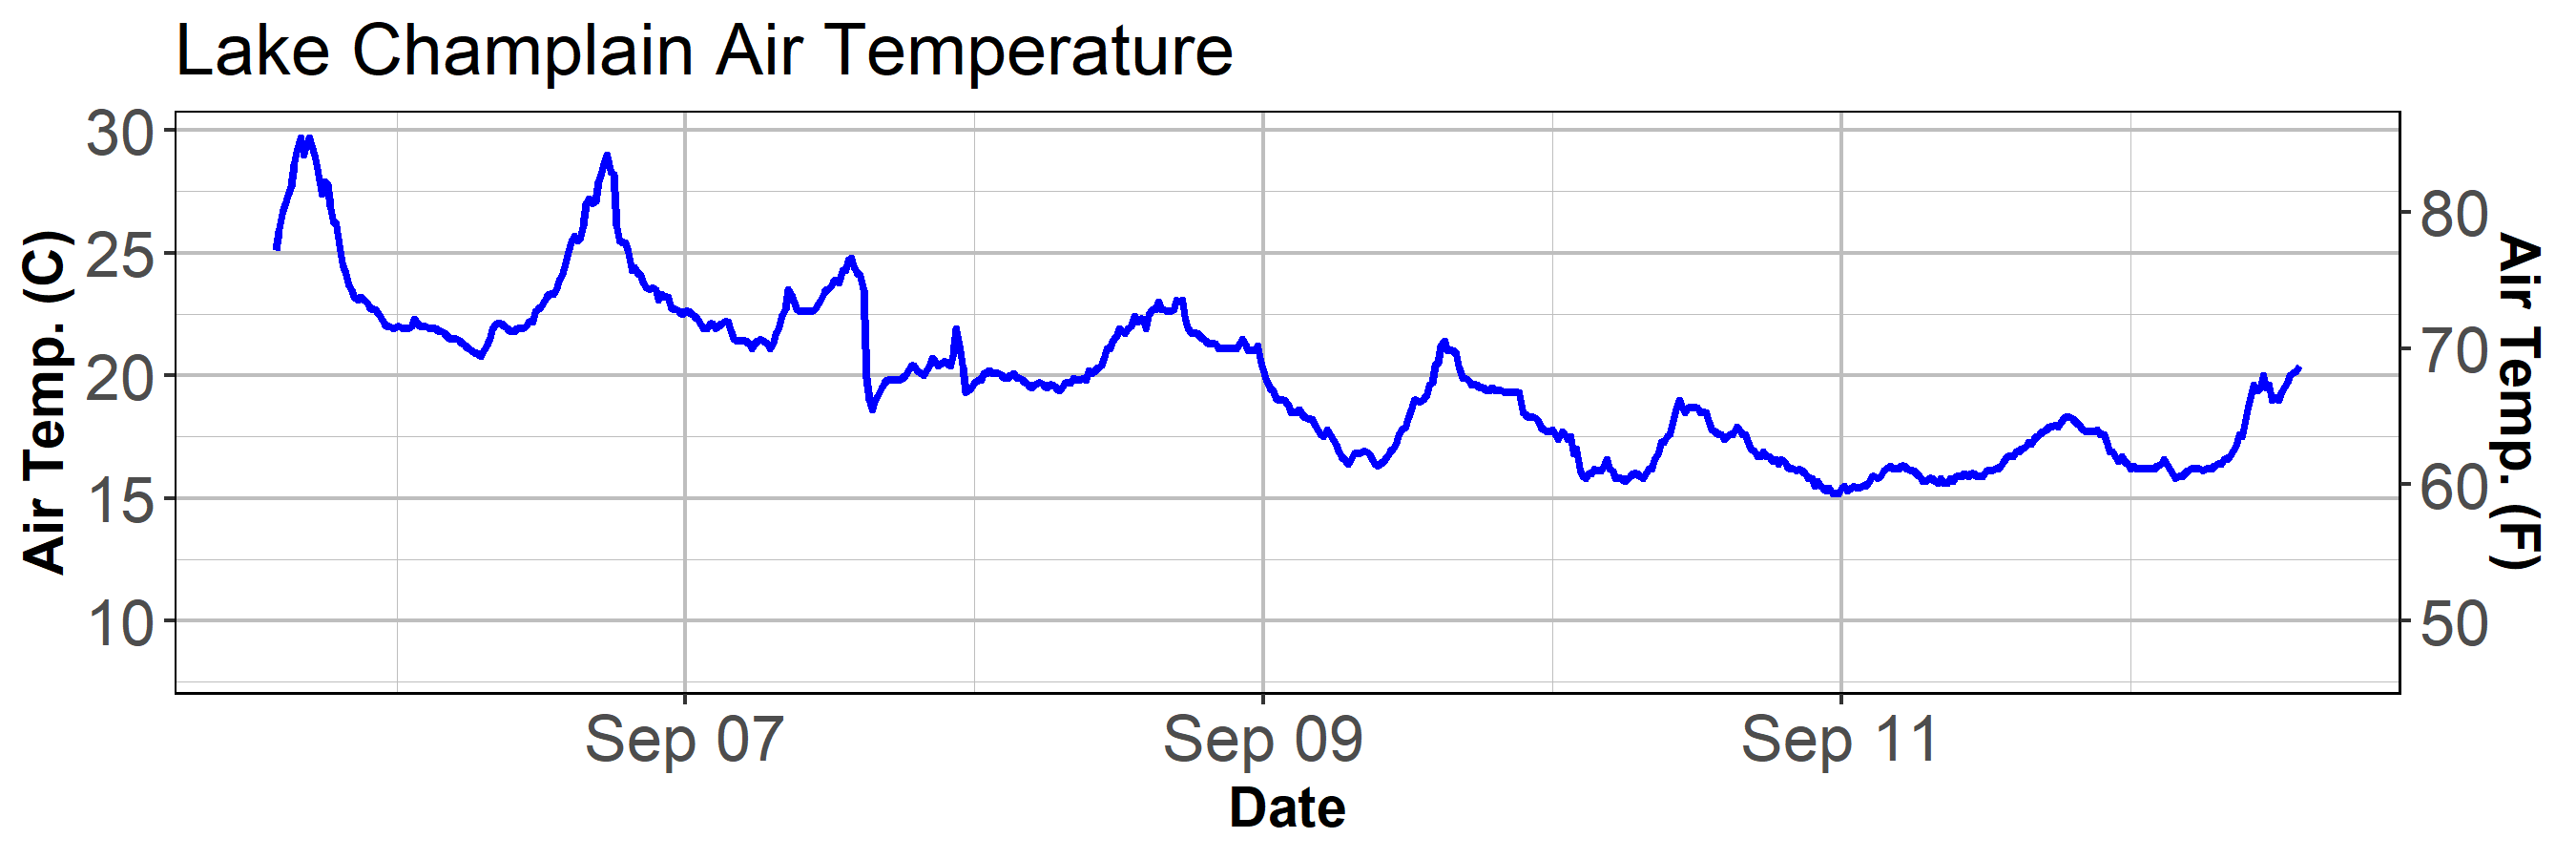 Lake Champlain Air Temperature
30
25
20
15
10
Air Temp. (C)
80
70
60
50
Air Temp. (F)
Sep 07
Sep 09
Sep 11
Date